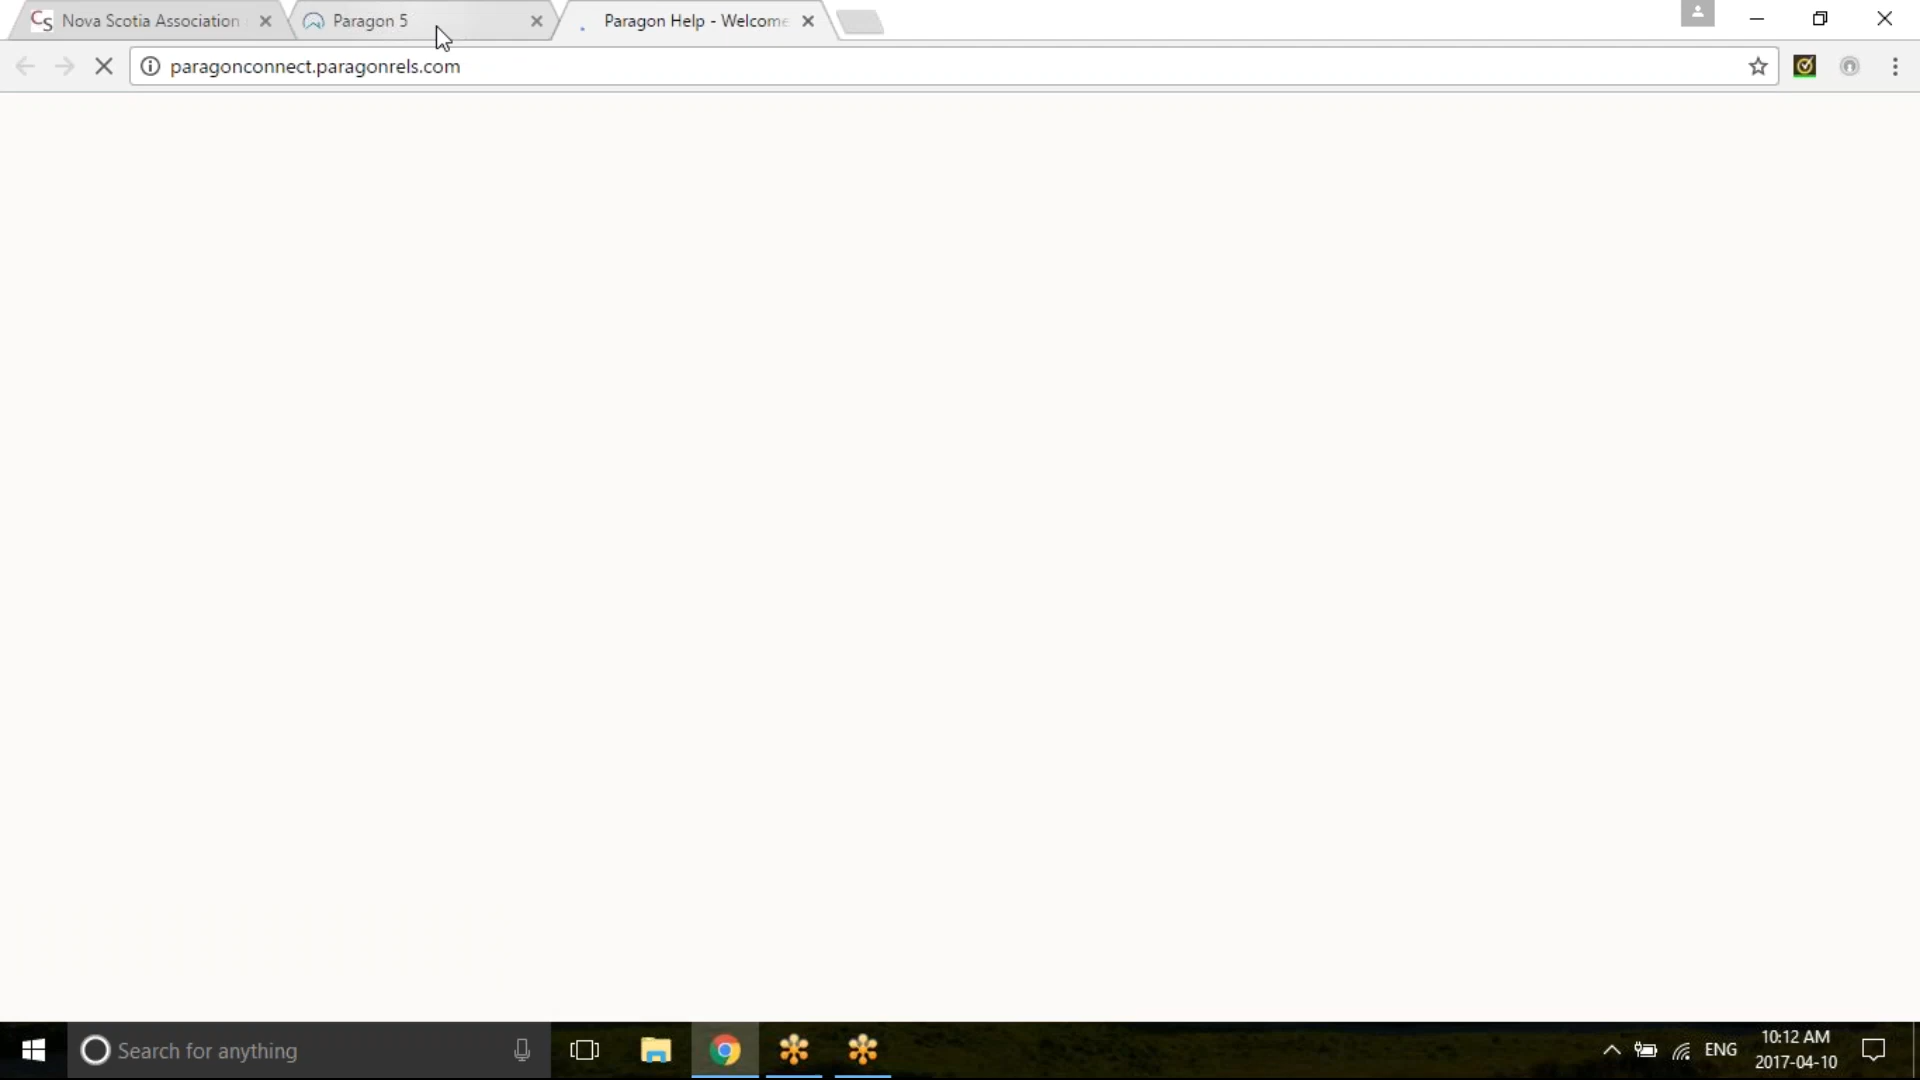 CS Nova Scotia Association
Paragon 5
Paragon Help - Welcome
paragonconnect.paragonrels.com
Search for anything
ENG
10:12 AM
2017-04-10